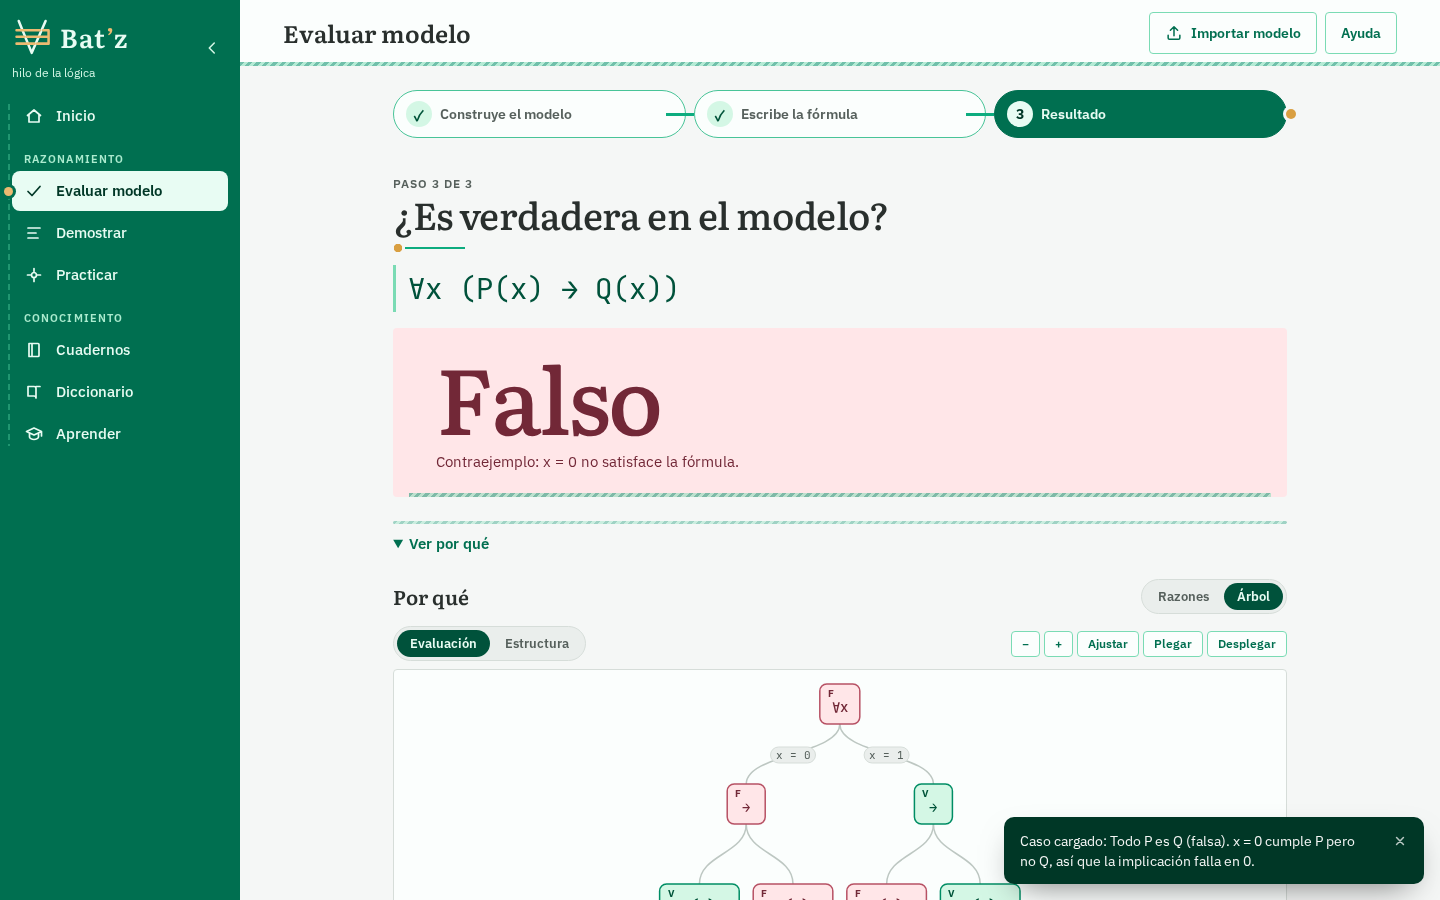 Bat'z
hilo de la lógica
Inicio
RAZONAMIENTO
Evaluar modelo
Demostrar
Practicar
CONOCIMIENTO
Cuadernos
Diccionario
Aprender
Evaluar modelo
Importar modelo
Ayuda
✓ Construye el modelo
✓ Escribe la fórmula
3 Resultado
PASO 3 DE 3
¿Es verdadera en el modelo?
∀x (P(x) → Q(x))
Falso
Contraejemplo: x = 0 no satisface la fórmula.
▼ Ver por qué
Por qué
Razones
Árbol
Evaluación
Estructura
−
+
Ajustar
Plegar
Desplegar
F
∀x
x = 0
x = 1
F
→
V
→
V
F
F
V
Caso cargado: Todo P es Q (falsa). x = 0 cumple P pero
no Q, así que la implicación falla en 0.
×